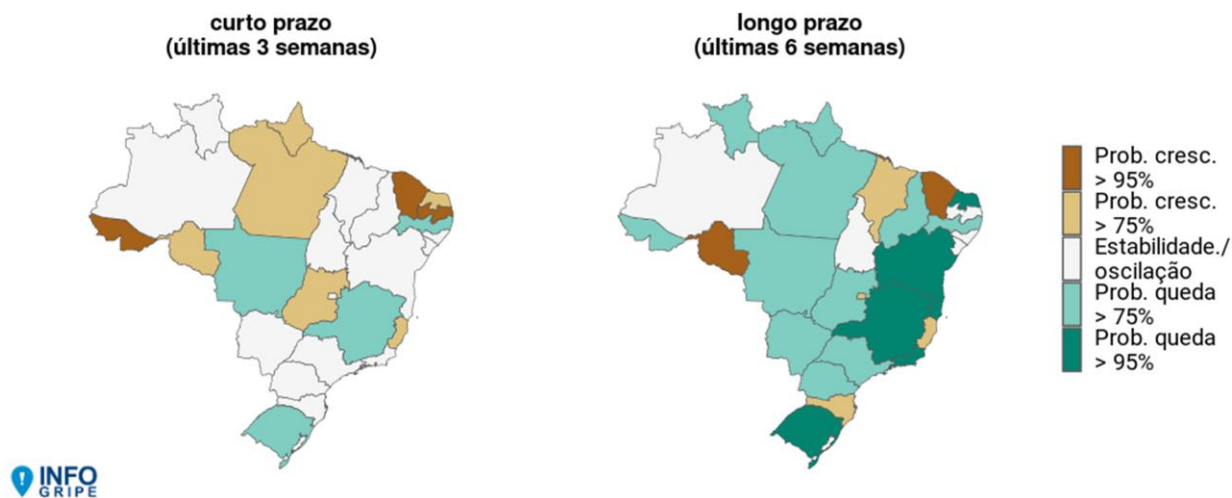 curto prazo
(últimas 3 semanas)
longo prazo
(últimas 6 semanas)
Prob. cresc.
> 95%
Prob. cresc.
> 75%
Estabilidade./
oscilação
Prob. queda
> 75%
Prob. queda
> 95%
INFO
GRIPE